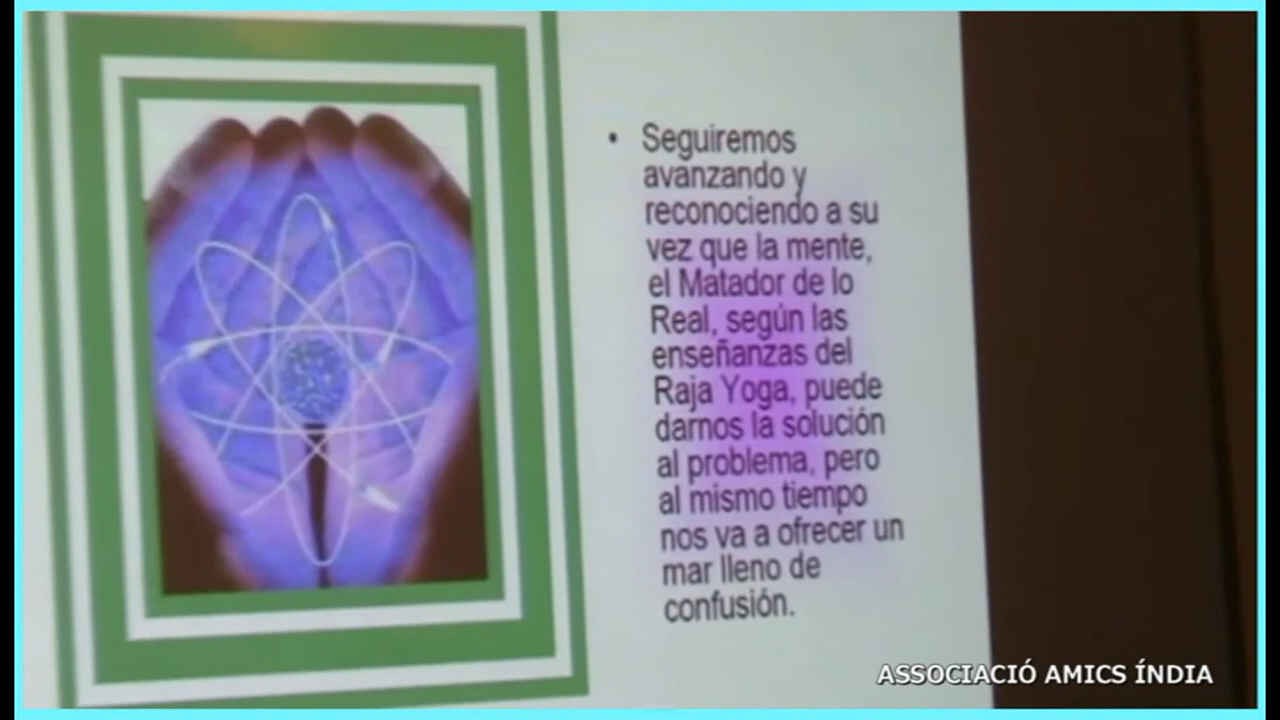 • Seguiremos
avanzando y
reconociendo a su
vez que la mente,
el Matador de lo
Real, según las
enseñanzas del
Raja Yoga, puede
darnos la solución
al problema, pero
al mismo tiempo
nos va a ofrecer un
mar lleno de
confusión.
ASSOCIACIÓ AMICS ÍNDIA